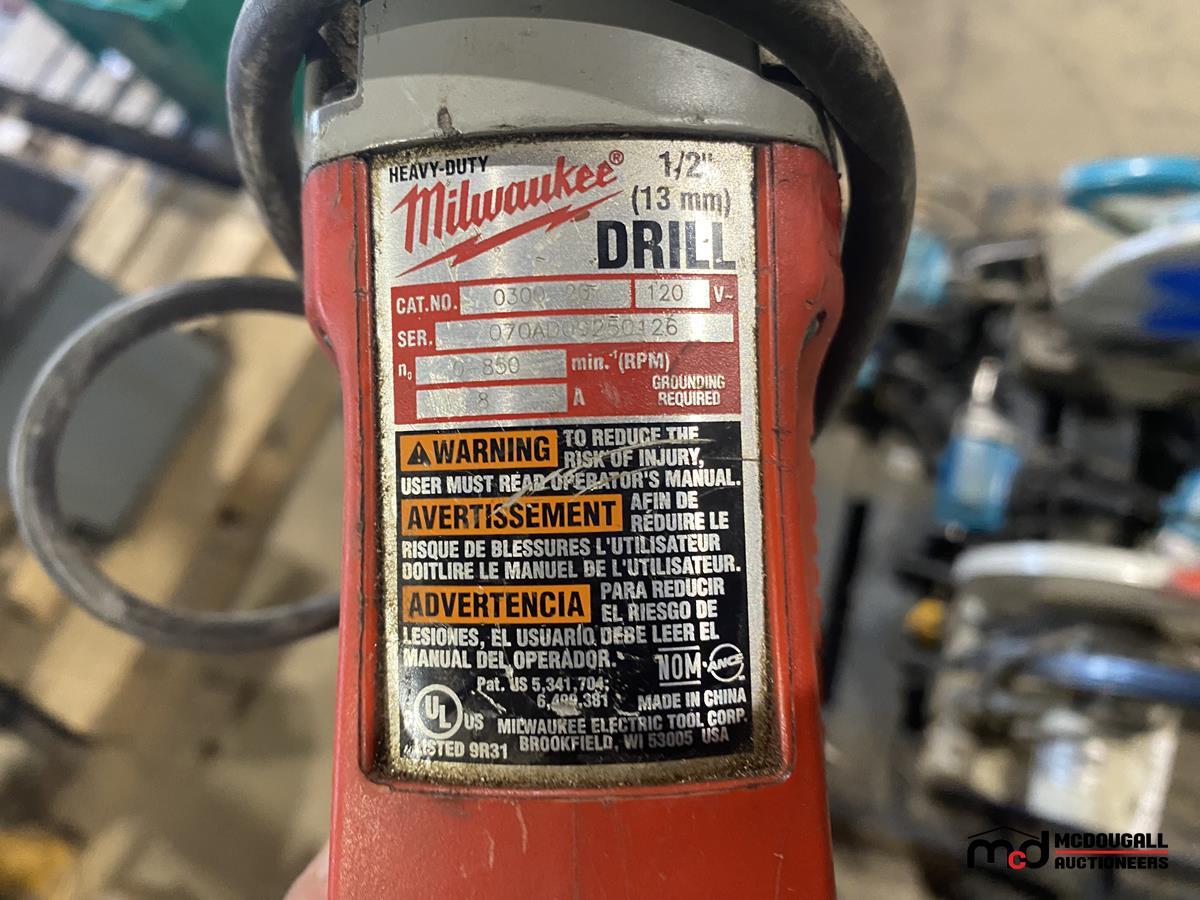 HEAVY-DUTY
Milwaukee® 1/2"
(13 mm)
DRILL
CAT.NO. 0300-20 120 V~
SER. 070AD09250126
n₀ 0-850 min.⁻¹(RPM)
8 A GROUNDING
REQUIRED
WARNING TO REDUCE THE
RISK OF INJURY,
USER MUST READ OPERATOR'S MANUAL.
AVERTISSEMENT AFIN DE
RÉDUIRE LE
RISQUE DE BLESSURES L'UTILISATEUR
DOITLIRE LE MANUEL DE L'UTILISATEUR.
ADVERTENCIA PARA REDUCIR
EL RIESGO DE
LESIONES, EL USUARIO DEBE LEER EL
MANUAL DEL OPERADOR.
NOM ANCE
Pat. US 5,341,704;
6,499,381 MADE IN CHINA
UL US MILWAUKEE ELECTRIC TOOL CORP.
LISTED 9R31 BROOKFIELD, WI 53005 USA
mcd MCDOUGALL
AUCTIONEERS